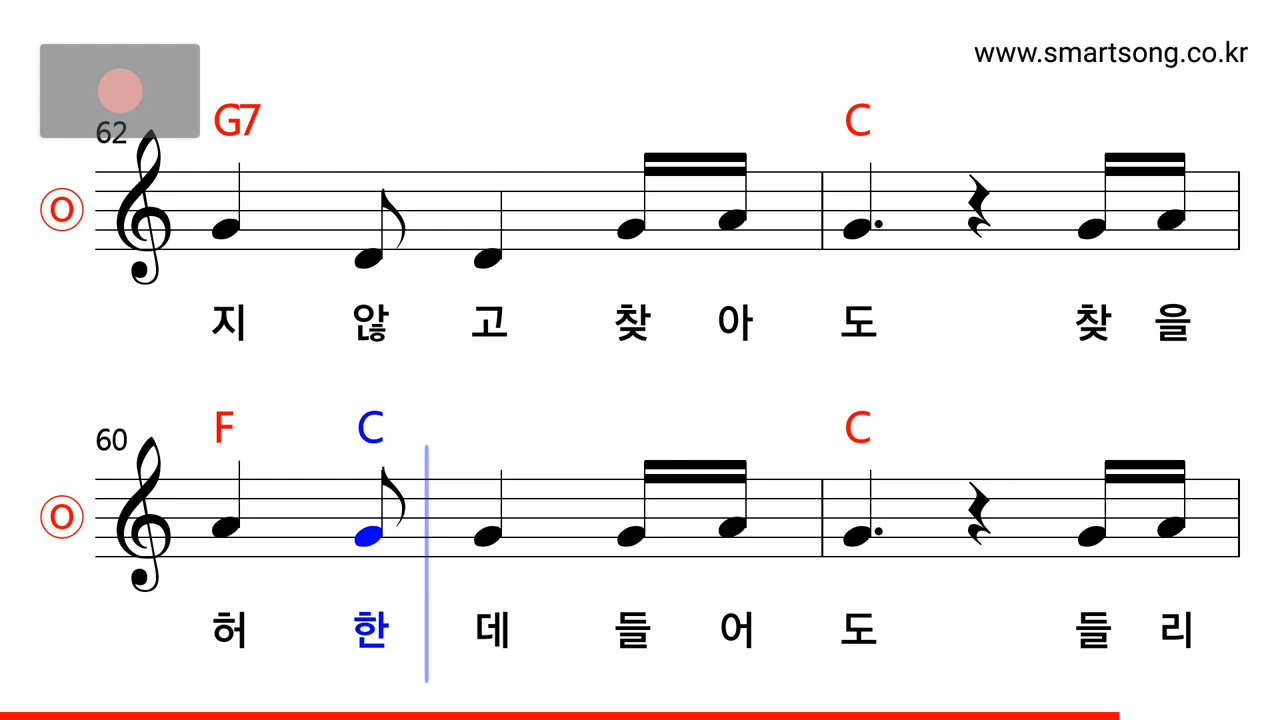 www.smartsong.co.kr
62 G7 C
O
지 않 고 찾 아 도 찾 을
60 F C C
O
허 한 데 들 어 도 들 리